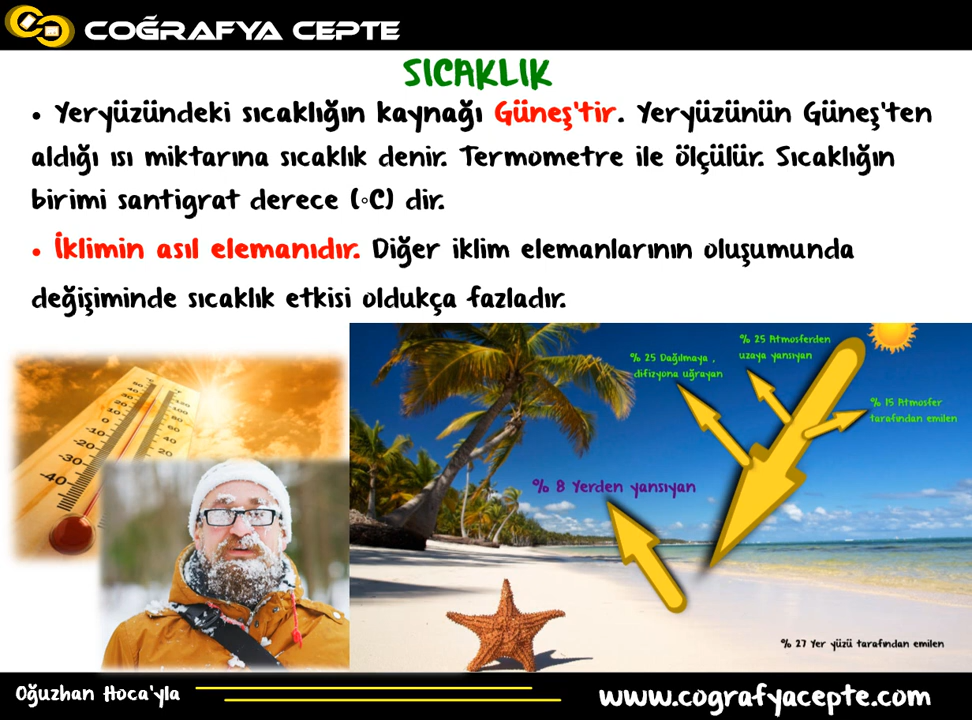 COĞRAFYA CEPTE
SICAKLIK
• Yeryüzündeki sıcaklığın kaynağı Güneş'tir. Yeryüzünün Güneş'ten
aldığı ısı miktarına sıcaklık denir. Termometre ile ölçülür. Sıcaklığın
birimi santigrat derece (◦C) dir.
• İklimin asıl elemanıdır. Diğer iklim elemanlarının oluşumunda
değişiminde sıcaklık etkisi oldukça fazladır.
% 25 Atmosferden
uzaya yansıyan
% 25 Dağılmaya ,
difizyona uğrayan
% 15 Atmosfer
tarafından emilen
% 8 Yerden yansıyan
% 27 Yer yüzü tarafından emilen
Oğuzhan Hoca'yla
www.cografyacepte.com